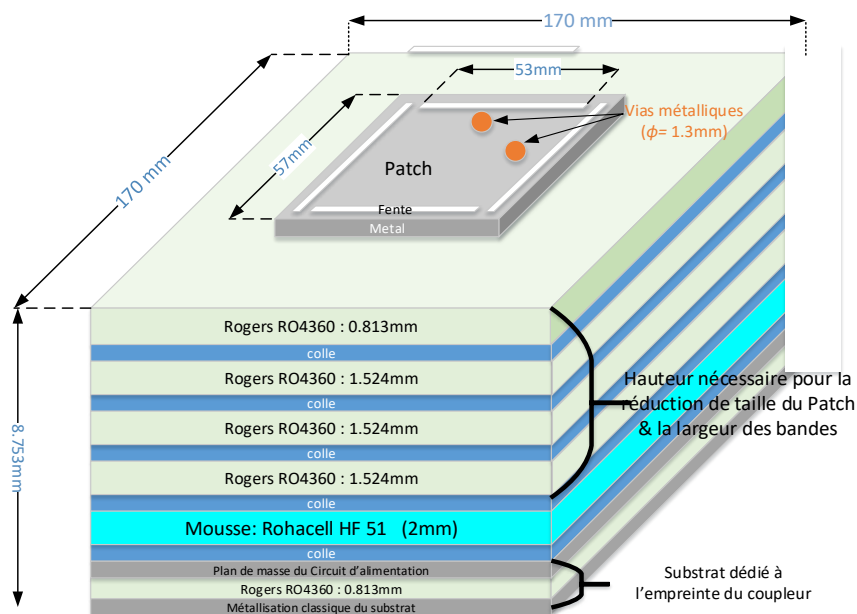 170 mm
53mm
Vias métalliques
(ϕ= 1.3mm)
57mm
Patch
170 mm
Fente
Metal
Rogers RO4360 : 0.813mm
colle
Rogers RO4360 : 1.524mm
colle
Rogers RO4360 : 1.524mm
colle
Rogers RO4360 : 1.524mm
colle
Mousse: Rohacell HF 51 (2mm)
colle
Plan de masse du Circuit d'alimentation
Rogers RO4360 : 0.813mm
Métallisation classique du substrat
8.753mm
Hauteur nécessaire pour la
réduction de taille du Patch
& la largeur des bandes
Substrat dédié à
l'empreinte du coupleur